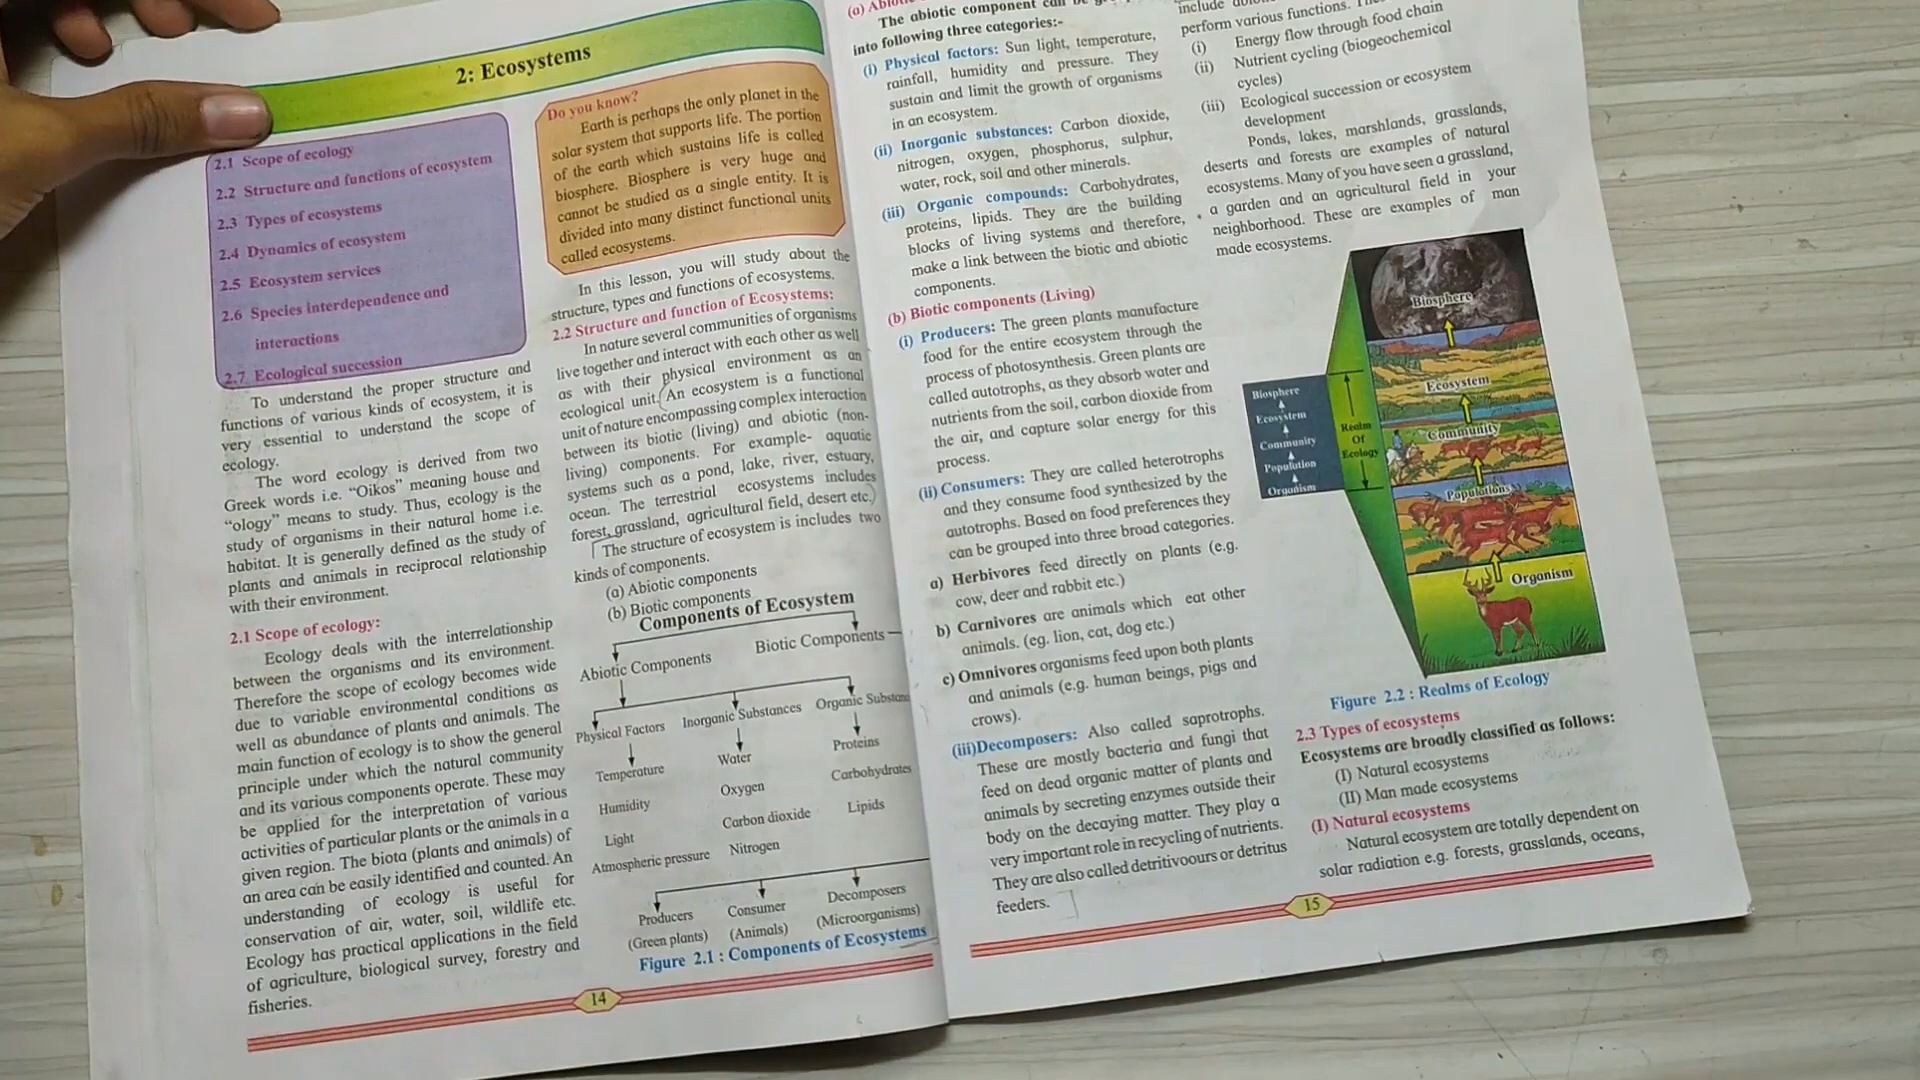 2: Ecosystems
2.1 Scope of ecology
2.2 Structure and functions of ecosystem
2.3 Types of ecosystems
2.4 Dynamics of ecosystem
2.5 Ecosystem services
2.6 Species interdependence and
interactions
2.7 Ecological succession
To understand the proper structure and
functions of various kinds of ecosystem, it is
very essential to understand the scope of
ecology.
The word ecology is derived from two
Greek words i.e. “Oikos” meaning house and
“ology” means to study. Thus, ecology is the
study of organisms in their natural home i.e.
habitat. It is generally defined as the study of
plants and animals in reciprocal relationship
with their environment.
2.1 Scope of ecology:
Ecology deals with the interrelationship
between the organisms and its environment.
Therefore the scope of ecology becomes wide
due to variable environmental conditions as
well as abundance of plants and animals. The
main function of ecology is to show the general
principle under which the natural community
and its various components operate. These may
be applied for the interpretation of various
activities of particular plants or the animals in a
given region. The biota (plants and animals) of
an area can be easily identified and counted. An
understanding of ecology is useful for
conservation of air, water, soil, wildlife etc.
Ecology has practical applications in the field
of agriculture, biological survey, forestry and
fisheries.
Do you know?
Earth is perhaps the only planet in the
solar system that supports life. The portion
of the earth which sustains life is called
biosphere. Biosphere is very huge and
cannot be studied as a single entity. It is
divided into many distinct functional units
called ecosystems.
In this lesson, you will study about the
structure, types and functions of ecosystems.
2.2 Structure and function of Ecosystems:
In nature several communities of organisms
live together and interact with each other as well
as with their physical environment as an
ecological unit. An ecosystem is a functional
unit of nature encompassing complex interaction
between its biotic (living) and abiotic (non-
living) components. For example- aquatic
systems such as a pond, lake, river, estuary,
ocean. The terrestrial ecosystems includes
forest, grassland, agricultural field, desert etc.)
The structure of ecosystem is includes two
kinds of components.
(a) Abiotic components
(b) Biotic components
Components of Ecosystem
Abiotic Components
Biotic Components
Physical Factors
Inorganic Substances
Organic
Temperature
Water
Proteins
Humidity
Oxygen
Carbohydrates
Light
Carbon dioxide
Lipids
Atmospheric pressure
Nitrogen
Producers
Consumer
Decomposers
(Green plants)
(Animals)
(Microorganisms)
Figure 2.1 : Components of Ecosystems
14
(a)
The abiotic component can be
into following three categories:-
(i) Physical factors: Sun light, temperature,
rainfall, humidity and pressure. They
sustain and limit the growth of organisms
in an ecosystem.
(ii) Inorganic substances: Carbon dioxide,
nitrogen, oxygen, phosphorus, sulphur,
water, rock, soil and other minerals.
(iii) Organic compounds: Carbohydrates,
proteins, lipids. They are the building
blocks of living systems and therefore,
make a link between the biotic and abiotic
components.
(b) Biotic components (Living)
(i) Producers: The green plants manufacture
food for the entire ecosystem through the
process of photosynthesis. Green plants are
called autotrophs, as they absorb water and
nutrients from the soil, carbon dioxide from
the air, and capture solar energy for this
process.
(ii) Consumers: They are called heterotrophs
and they consume food synthesized by the
autotrophs. Based on food preferences they
can be grouped into three broad categories.
a) Herbivores feed directly on plants (e.g.
cow, deer and rabbit etc.)
b) Carnivores are animals which eat other
animals. (eg. lion, cat, dog etc.)
c) Omnivores organisms feed upon both plants
and animals (e.g. human beings, pigs and
crows).
(iii)Decomposers: Also called saprotrophs.
These are mostly bacteria and fungi that
feed on dead organic matter of plants and
animals by secreting enzymes outside their
body on the decaying matter. They play a
very important role in recycling of nutrients.
They are also called detritivoours or detritus
feeders.
include
perform various functions.
(i) Energy flow through food chain
(ii) Nutrient cycling (biogeochemical
cycles)
(iii) Ecological succession or ecosystem
development
Ponds, lakes, marshlands, grasslands,
deserts and forests are examples of natural
ecosystems. Many of you have seen a grassland,
a garden and an agricultural field in your
neighborhood. These are examples of man
made ecosystems.
Biosphere
Ecosystem
Community
Population
Organism
Realm
Of
Ecology
Biosphere
Ecosystem
Community
Populations
Organism
Figure 2.2 : Realms of Ecology
2.3 Types of ecosystems
Ecosystems are broadly classified as follows:
(I) Natural ecosystems
(II) Man made ecosystems
(I) Natural ecosystems
Natural ecosystem are totally dependent on
solar radiation e.g. forests, grasslands, oceans,
15